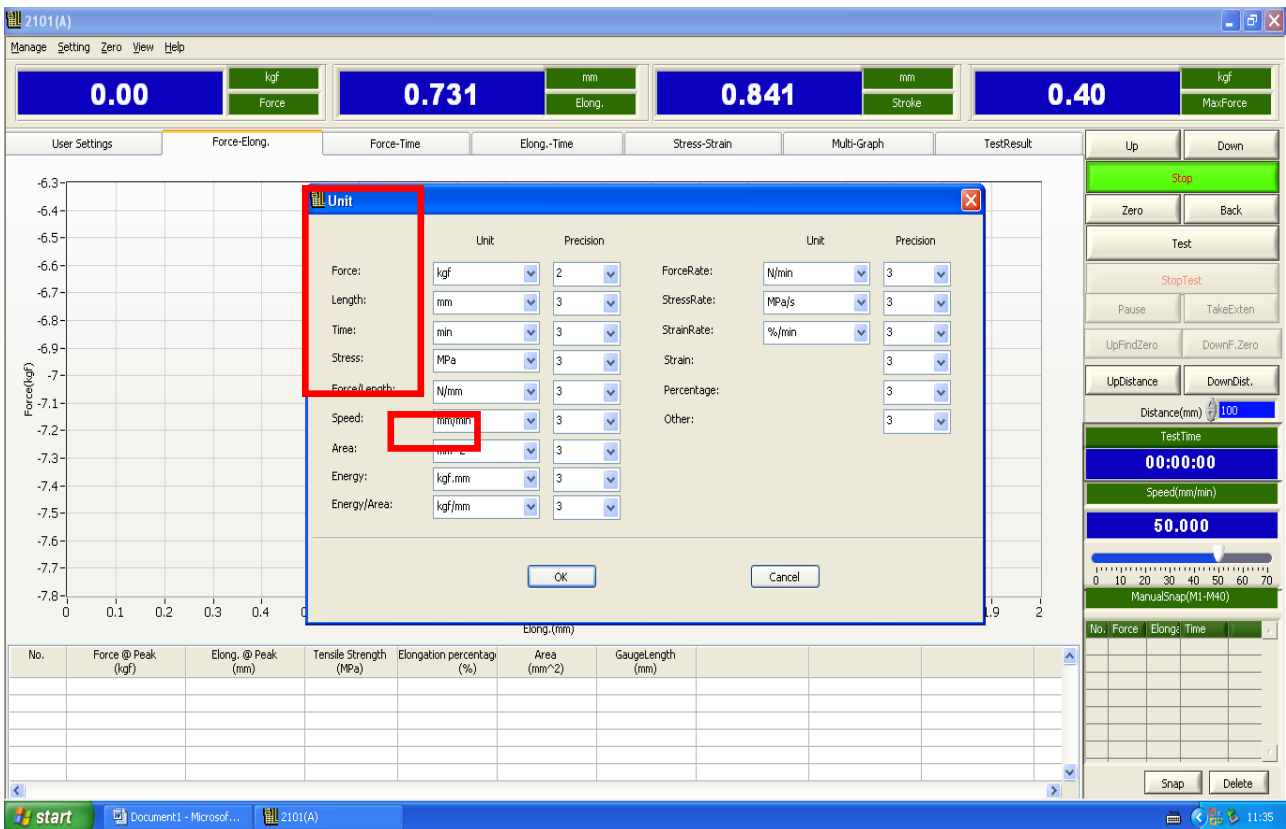 2101(A)
Manage Setting Zero View Help
0.00 kgf Force 0.731 mm Elong. 0.841 mm Stroke 0.40 kgf MaxForce
User Settings Force-Elong. Force-Time Elong.-Time Stress-Strain Multi-Graph TestResult
Up Down
Stop
Zero Back
Test
StopTest
Pause TakeExten
UpFindZero DownF.Zero
UpDistance DownDist.
Distance(mm) 100
TestTime
00:00:00
Speed(mm/min)
50.000
0 10 20 30 40 50 60 70
ManualSnap(M1-M40)
No. Force Elonga Time
Snap Delete
Force(kgf)
-6.3
-6.4
-6.5
-6.6
-6.7
-6.8
-6.9
-7
-7.1
-7.2
-7.3
-7.4
-7.5
-7.6
-7.7
-7.8
0 0.1 0.2 0.3 0.4 1.9 2
Elong.(mm)
Unit
Unit Precision Unit Precision
Force: kgf 2 ForceRate: N/min 3
Length: mm 3 StressRate: MPa/s 3
Time: min 3 StrainRate: %/min 3
Stress: MPa 3 Strain: 3
Force/Length: N/mm 3 Percentage: 3
Speed: mm/min 3 Other: 3
Area: mm^2 3
Energy: kgf.mm 3
Energy/Area: kgf/mm 3
OK Cancel
No. Force @ Peak Elong. @ Peak Tensile Strength Elongation percentag Area GaugeLength
(kgf) (mm) (MPa) (%) (mm^2) (mm)
start Document1 - Microsof... 2101(A) 11:35